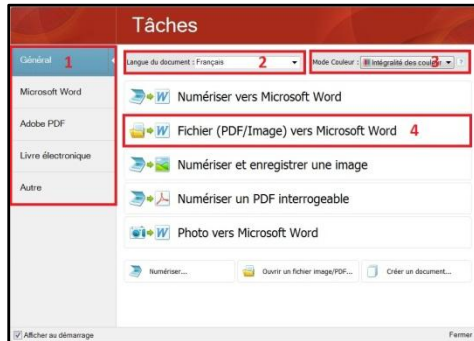 Tâches
Général 1
Microsoft Word
Adobe PDF
Livre électronique
Autre
Langue du document : Français 2
Mode Couleur : Intégralité des couleur 3
Numériser vers Microsoft Word
Fichier (PDF/Image) vers Microsoft Word 4
Numériser et enregistrer une image
Numériser un PDF interrogeable
Photo vers Microsoft Word
Numériser...
Ouvrir un fichier image/PDF...
Créer un document...
Afficher au démarrage
Fermer